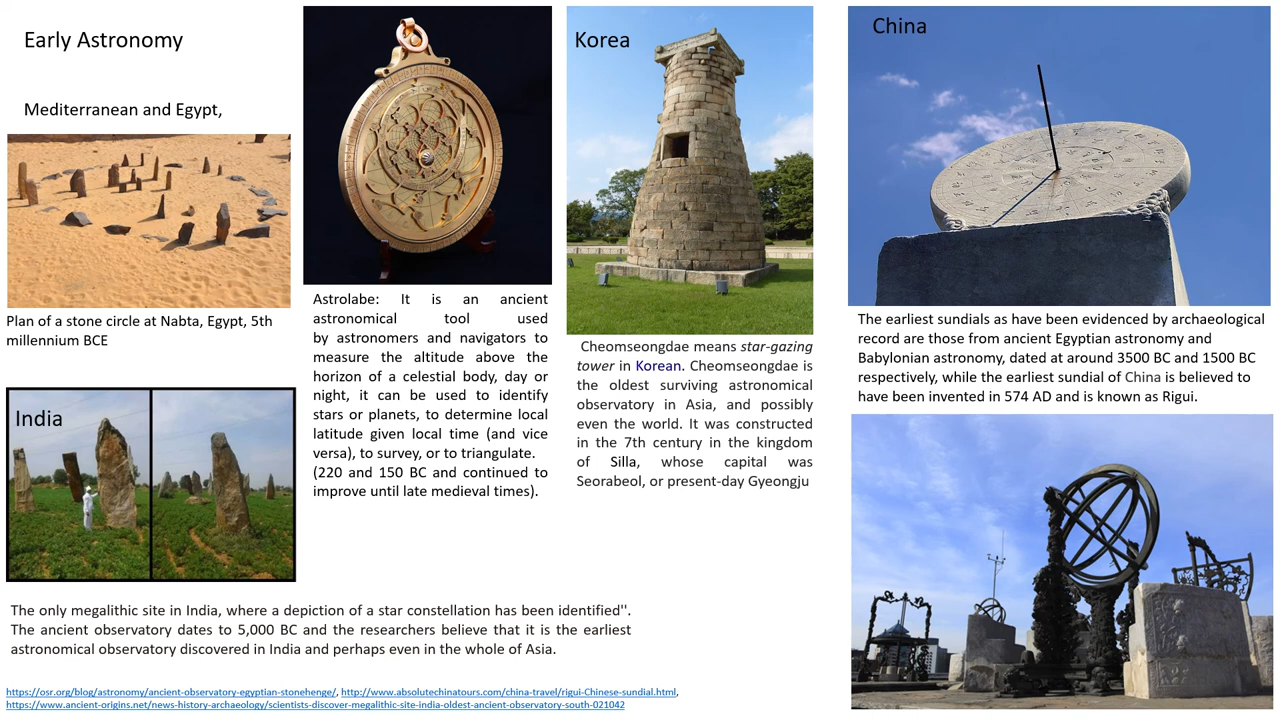 Early Astronomy
Mediterranean and Egypt,
Plan of a stone circle at Nabta, Egypt, 5th
millennium BCE
India
The only megalithic site in India, where a depiction of a star constellation has been identified".
The ancient observatory dates to 5,000 BC and the researchers believe that it is the earliest
astronomical observatory discovered in India and perhaps even in the whole of Asia.
Astrolabe: It is an ancient
astronomical tool used
by astronomers and navigators to
measure the altitude above the
horizon of a celestial body, day or
night, it can be used to identify
stars or planets, to determine local
latitude given local time (and vice
versa), to survey, or to triangulate.
(220 and 150 BC and continued to
improve until late medieval times).
Korea
Cheomseongdae means star-gazing
tower in Korean. Cheomseongdae is
the oldest surviving astronomical
observatory in Asia, and possibly
even the world. It was constructed
in the 7th century in the kingdom
of Silla, whose capital was
Seorabeol, or present-day Gyeongju
China
The earliest sundials as have been evidenced by archaeological
record are those from ancient Egyptian astronomy and
Babylonian astronomy, dated at around 3500 BC and 1500 BC
respectively, while the earliest sundial of China is believed to
have been invented in 574 AD and is known as Rigui.
https://osr.org/blog/astronomy/ancient-observatory-egyptian-stonehenge/, http://www.absolutechinatours.com/china-travel/rigui-Chinese-sundial.html,
https://www.ancient-origins.net/news-history-archaeology/scientists-discover-megalithic-site-india-oldest-ancient-observatory-south-021042